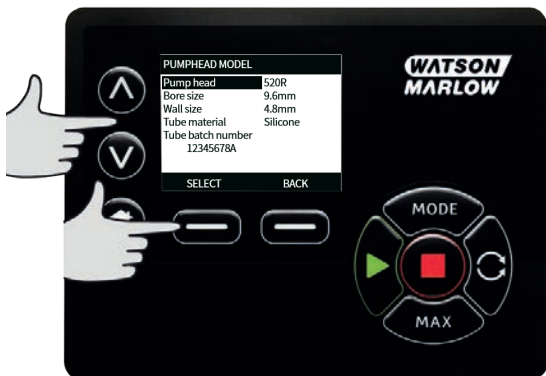 PUMPHEAD MODEL
Pump head 520R
Bore size 9.6mm
Wall size 4.8mm
Tube material Silicone
Tube batch number
12345678A
SELECT BACK
WATSON
MARLOW
MODE
MAX